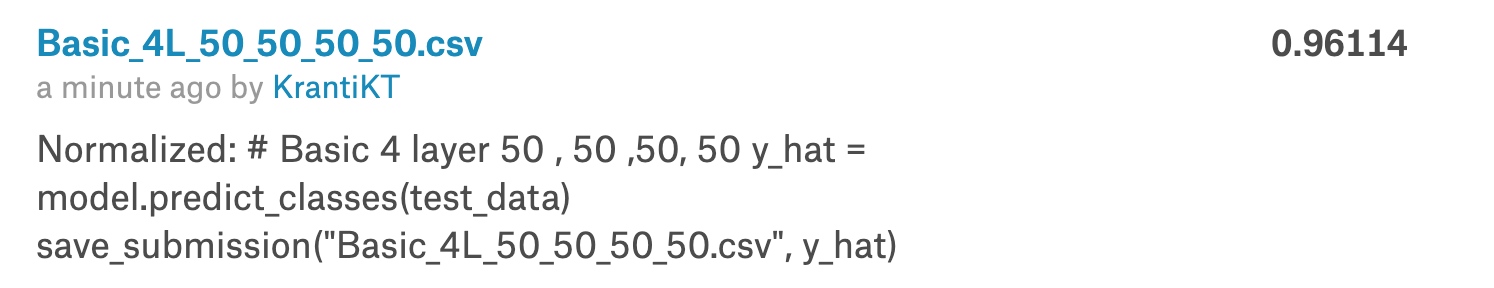 Basic_4L_50_50_50_50.csv 0.96114
a minute ago by KrantiKT
Normalized: # Basic 4 layer 50 , 50 ,50, 50 y_hat =
model.predict_classes(test_data)
save_submission("Basic_4L_50_50_50_50.csv", y_hat)